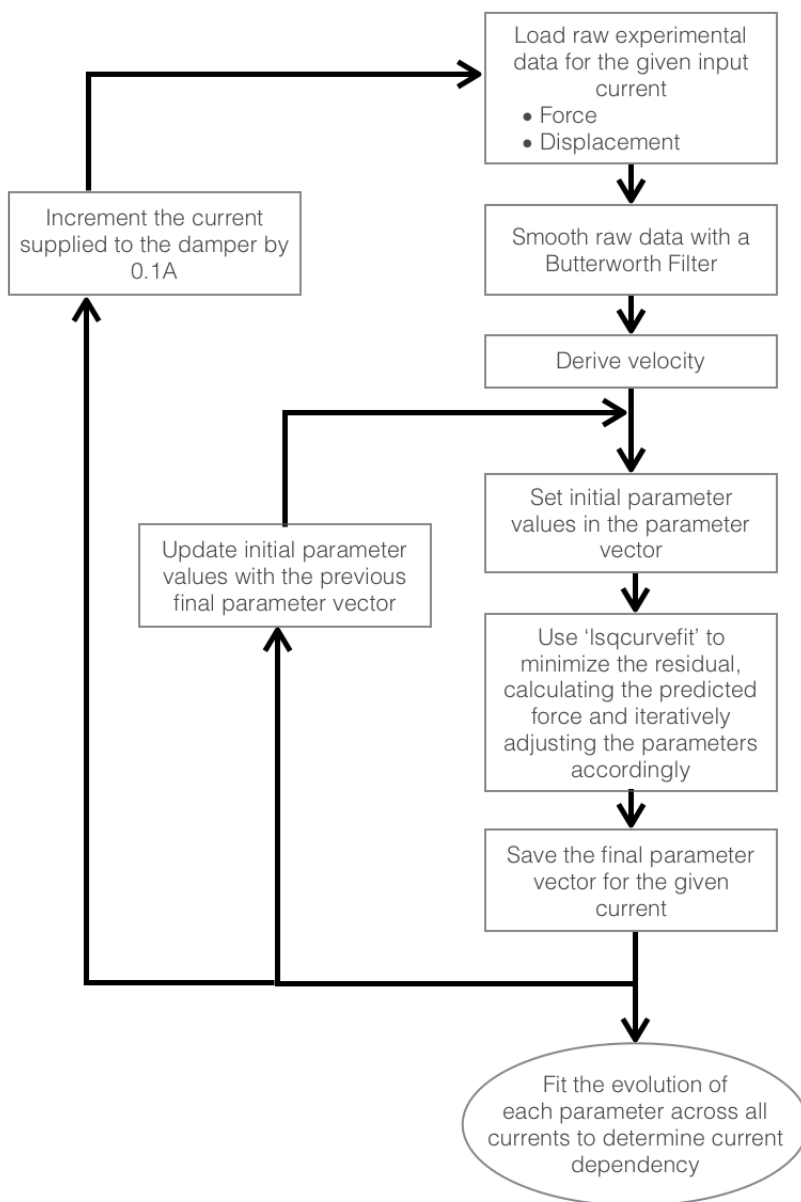 Load raw experimental
data for the given input
current
• Force
• Displacement
Increment the current
supplied to the damper by
0.1A
Smooth raw data with a
Butterworth Filter
Derive velocity
Set initial parameter
values in the parameter
vector
Update initial parameter
values with the previous
final parameter vector
Use ‘lsqcurvefit’ to
minimize the residual,
calculating the predicted
force and iteratively
adjusting the parameters
accordingly
Save the final parameter
vector for the given
current
Fit the evolution of
each parameter across all
currents to determine current
dependency